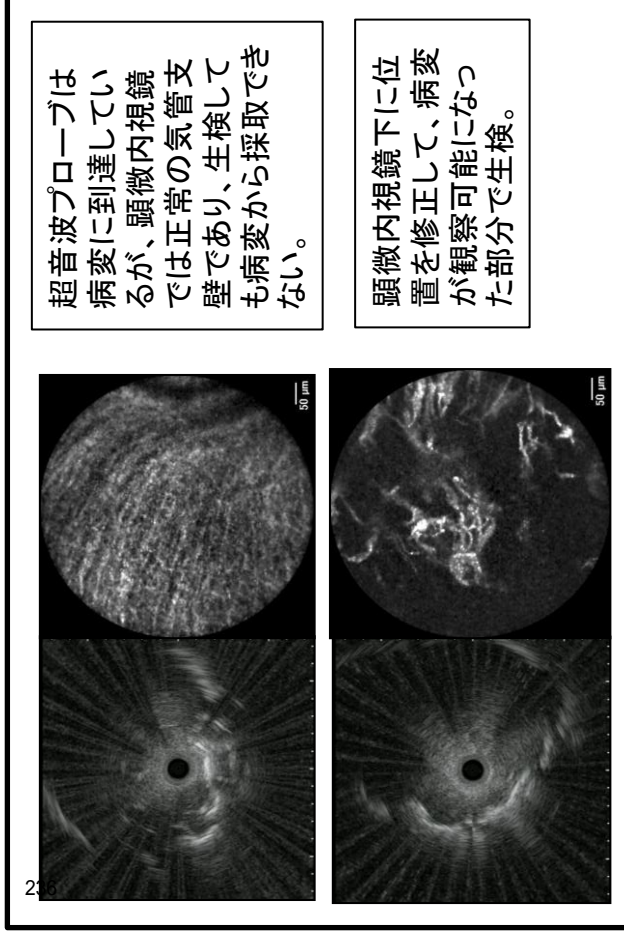 超音波プローブは
病変に到達してい
るが、顕微内視鏡
では正常の気管支
壁であり、生検して
も病変から採取でき
ない。
50 µm
顕微内視鏡下に位
置を修正して、病変
が観察可能になっ
た部分で生検。
50 µm